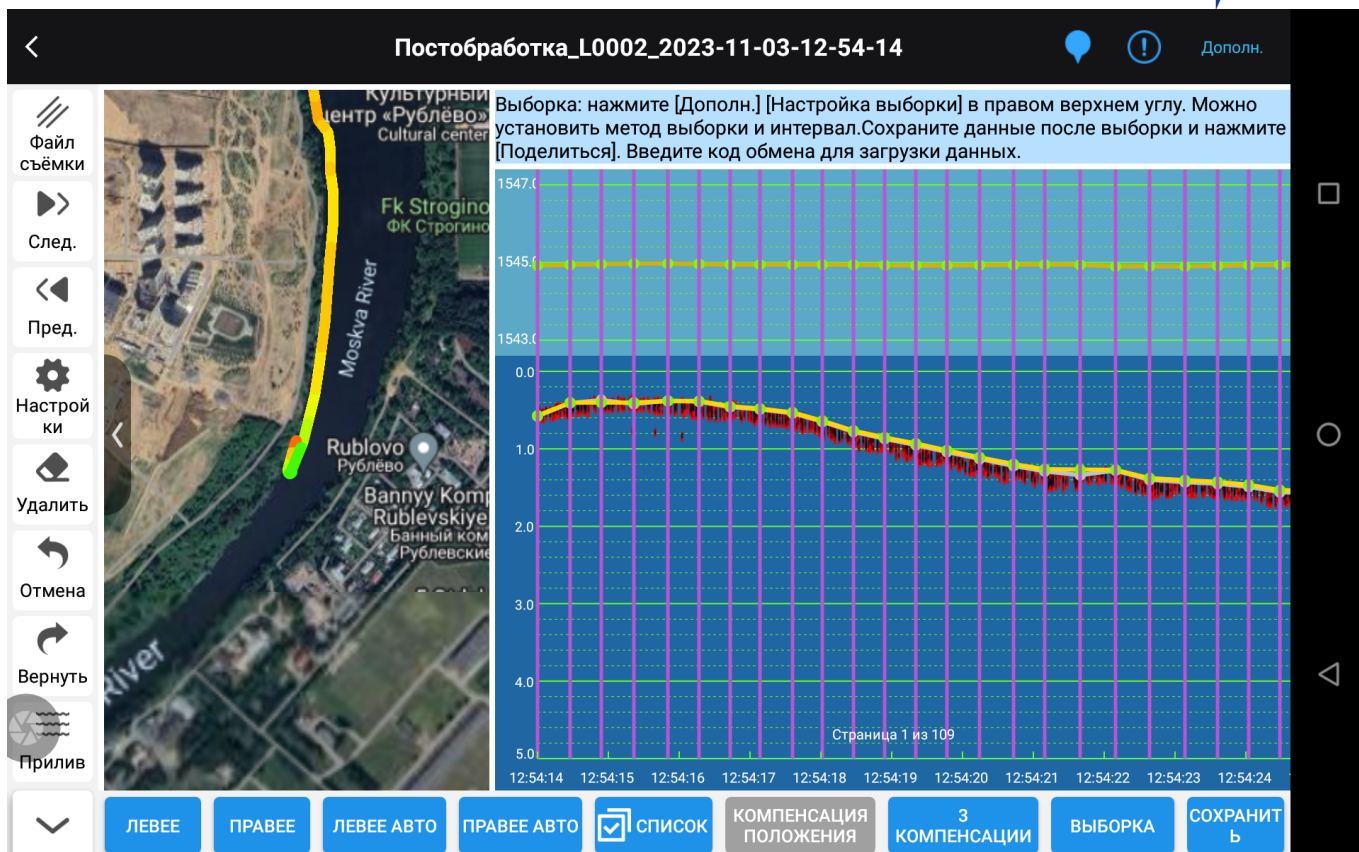 Постобработка_L0002_2023-11-03-12-54-14
Дополн.
Файл
съёмки
След.
Пред.
Настрой
ки
Удалить
Отмена
Вернуть
Прилив
Культурный
центр «Рублёво»
Cultural center
Fk Strogino
ФК Строгино
Moskva River
Rublovo
Рублёво
Bannyy Komp
Rublevskiye
Банный ком
Рублевские
River
Выборка: нажмите [Дополн.] [Настройка выборки] в правом верхнем углу. Можно
установить метод выборки и интервал.Сохраните данные после выборки и нажмите
[Поделиться]. Введите код обмена для загрузки данных.
1547.0
1545.0
1543.0
0.0
1.0
2.0
3.0
4.0
5.0
Страница 1 из 109
12:54:14 12:54:15 12:54:16 12:54:17 12:54:18 12:54:19 12:54:20 12:54:21 12:54:22 12:54:23 12:54:24
ЛЕВЕЕ
ПРАВЕЕ
ЛЕВЕЕ АВТО
ПРАВЕЕ АВТО
СПИСОК
КОМПЕНСАЦИЯ
ПОЛОЖЕНИЯ
3
КОМПЕНСАЦИИ
ВЫБОРКА
СОХРАНИТ
Ь